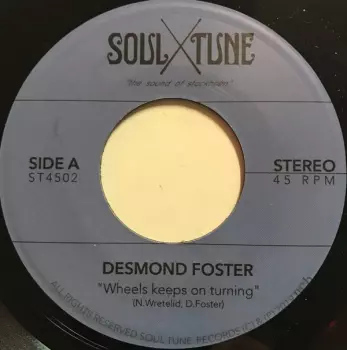 SOUL TUNE
"the sound of stockholm"
SIDE A
ST4502
STEREO
45 RPM
DESMOND FOSTER
"Wheels keeps on turning"
(N.Wretelid, D.Foster)
ALL RIGHTS RESERVED SOUL TUNE RECORDS (C) &